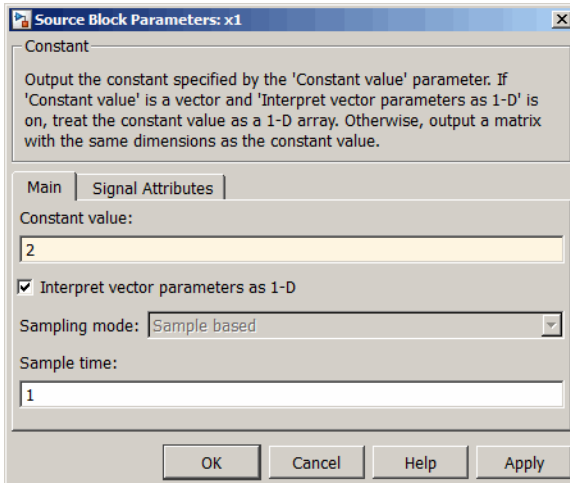 Source Block Parameters: x1
Constant
Output the constant specified by the 'Constant value' parameter. If
'Constant value' is a vector and 'Interpret vector parameters as 1-D' is
on, treat the constant value as a 1-D array. Otherwise, output a matrix
with the same dimensions as the constant value.
Main Signal Attributes
Constant value:
2
Interpret vector parameters as 1-D
Sampling mode: Sample based
Sample time:
1
OK Cancel Help Apply